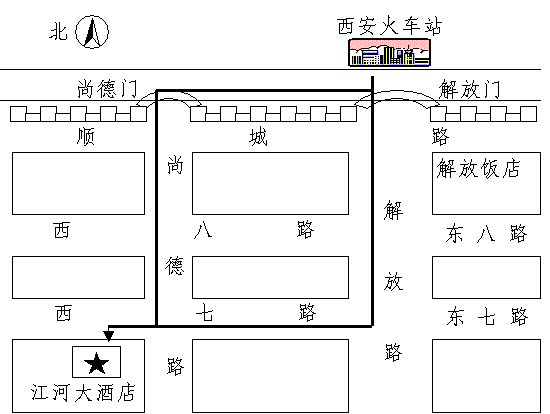 北
西安火车站
尚德门
解放门
顺 城 路
尚德路
解放路
解放饭店
西 八 路
东 八 路
西 七 路
东 七 路
江河大酒店